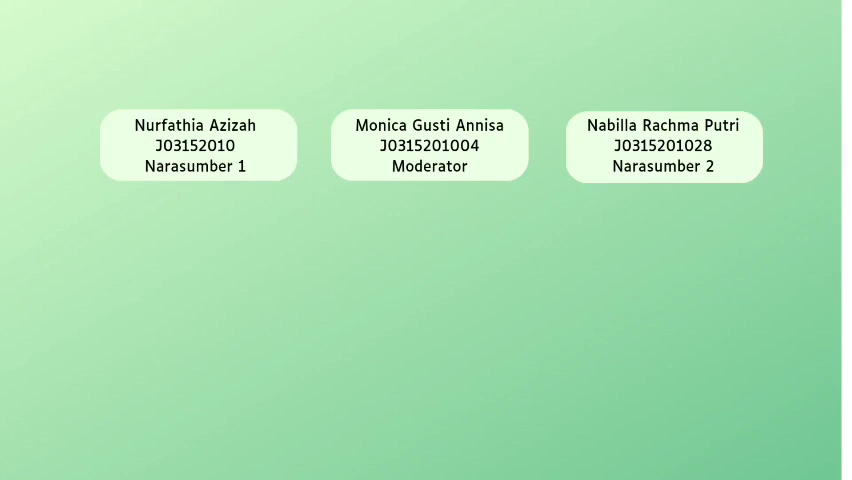 Nurfathia Azizah
J03152010
Narasumber 1
Monica Gusti Annisa
J0315201004
Moderator
Nabilla Rachma Putri
J0315201028
Narasumber 2